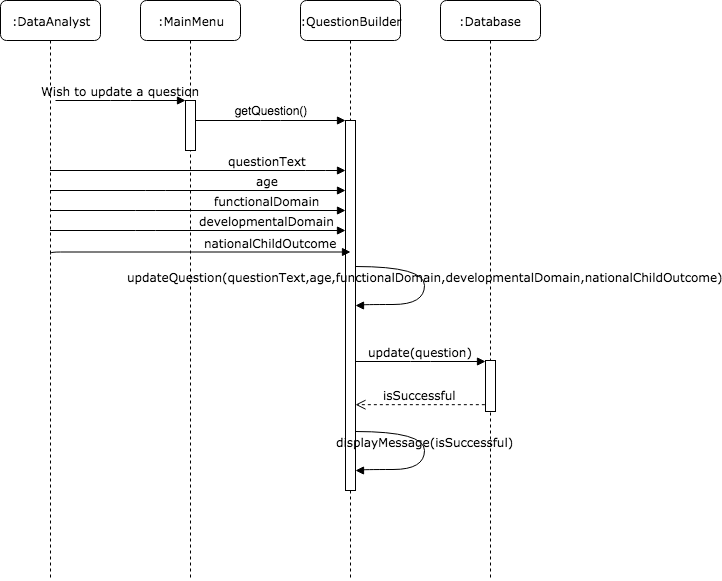 :DataAnalyst
:MainMenu
:QuestionBuilder
:Database
Wish to update a question
getQuestion()
questionText
age
functionalDomain
developmentalDomain
nationalChildOutcome
updateQuestion(questionText,age,functionalDomain,developmentalDomain,nationalChildOutcome)
update(question)
isSuccessful
displayMessage(isSuccessful)